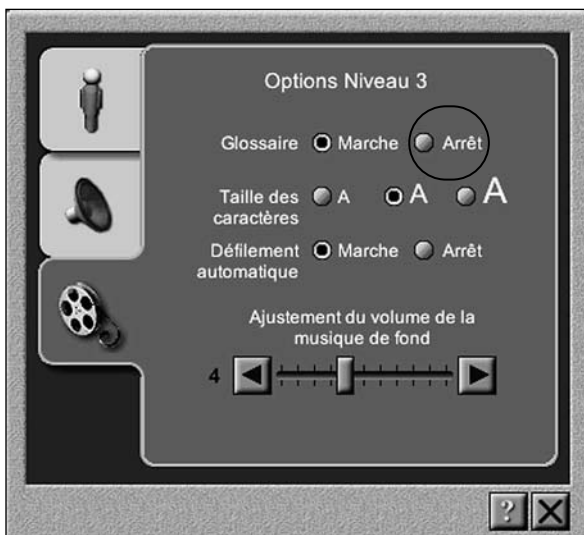 Options Niveau 3
Glossaire Marche Arrêt
Taille des A A A
caractères
Défilement Marche Arrêt
automatique
Ajustement du volume de la
musique de fond
4
?